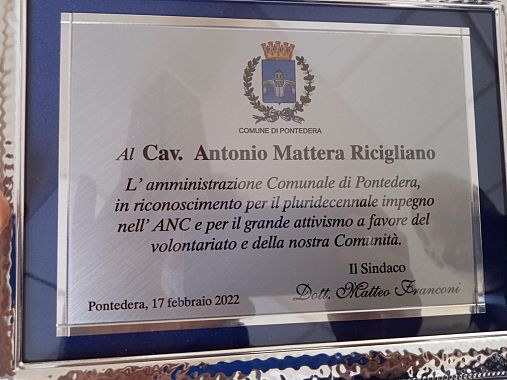 COMUNE DI PONTEDERA
Al Cav. Antonio Mattera Ricigliano
L' amministrazione Comunale di Pontedera,
in riconoscimento per il pluridecennale impegno
nell' ANC e per il grande attivismo a favore del
volontariato e della nostra Comunità.
Il Sindaco
Dott. Matteo Franconi
Pontedera, 17 febbraio 2022